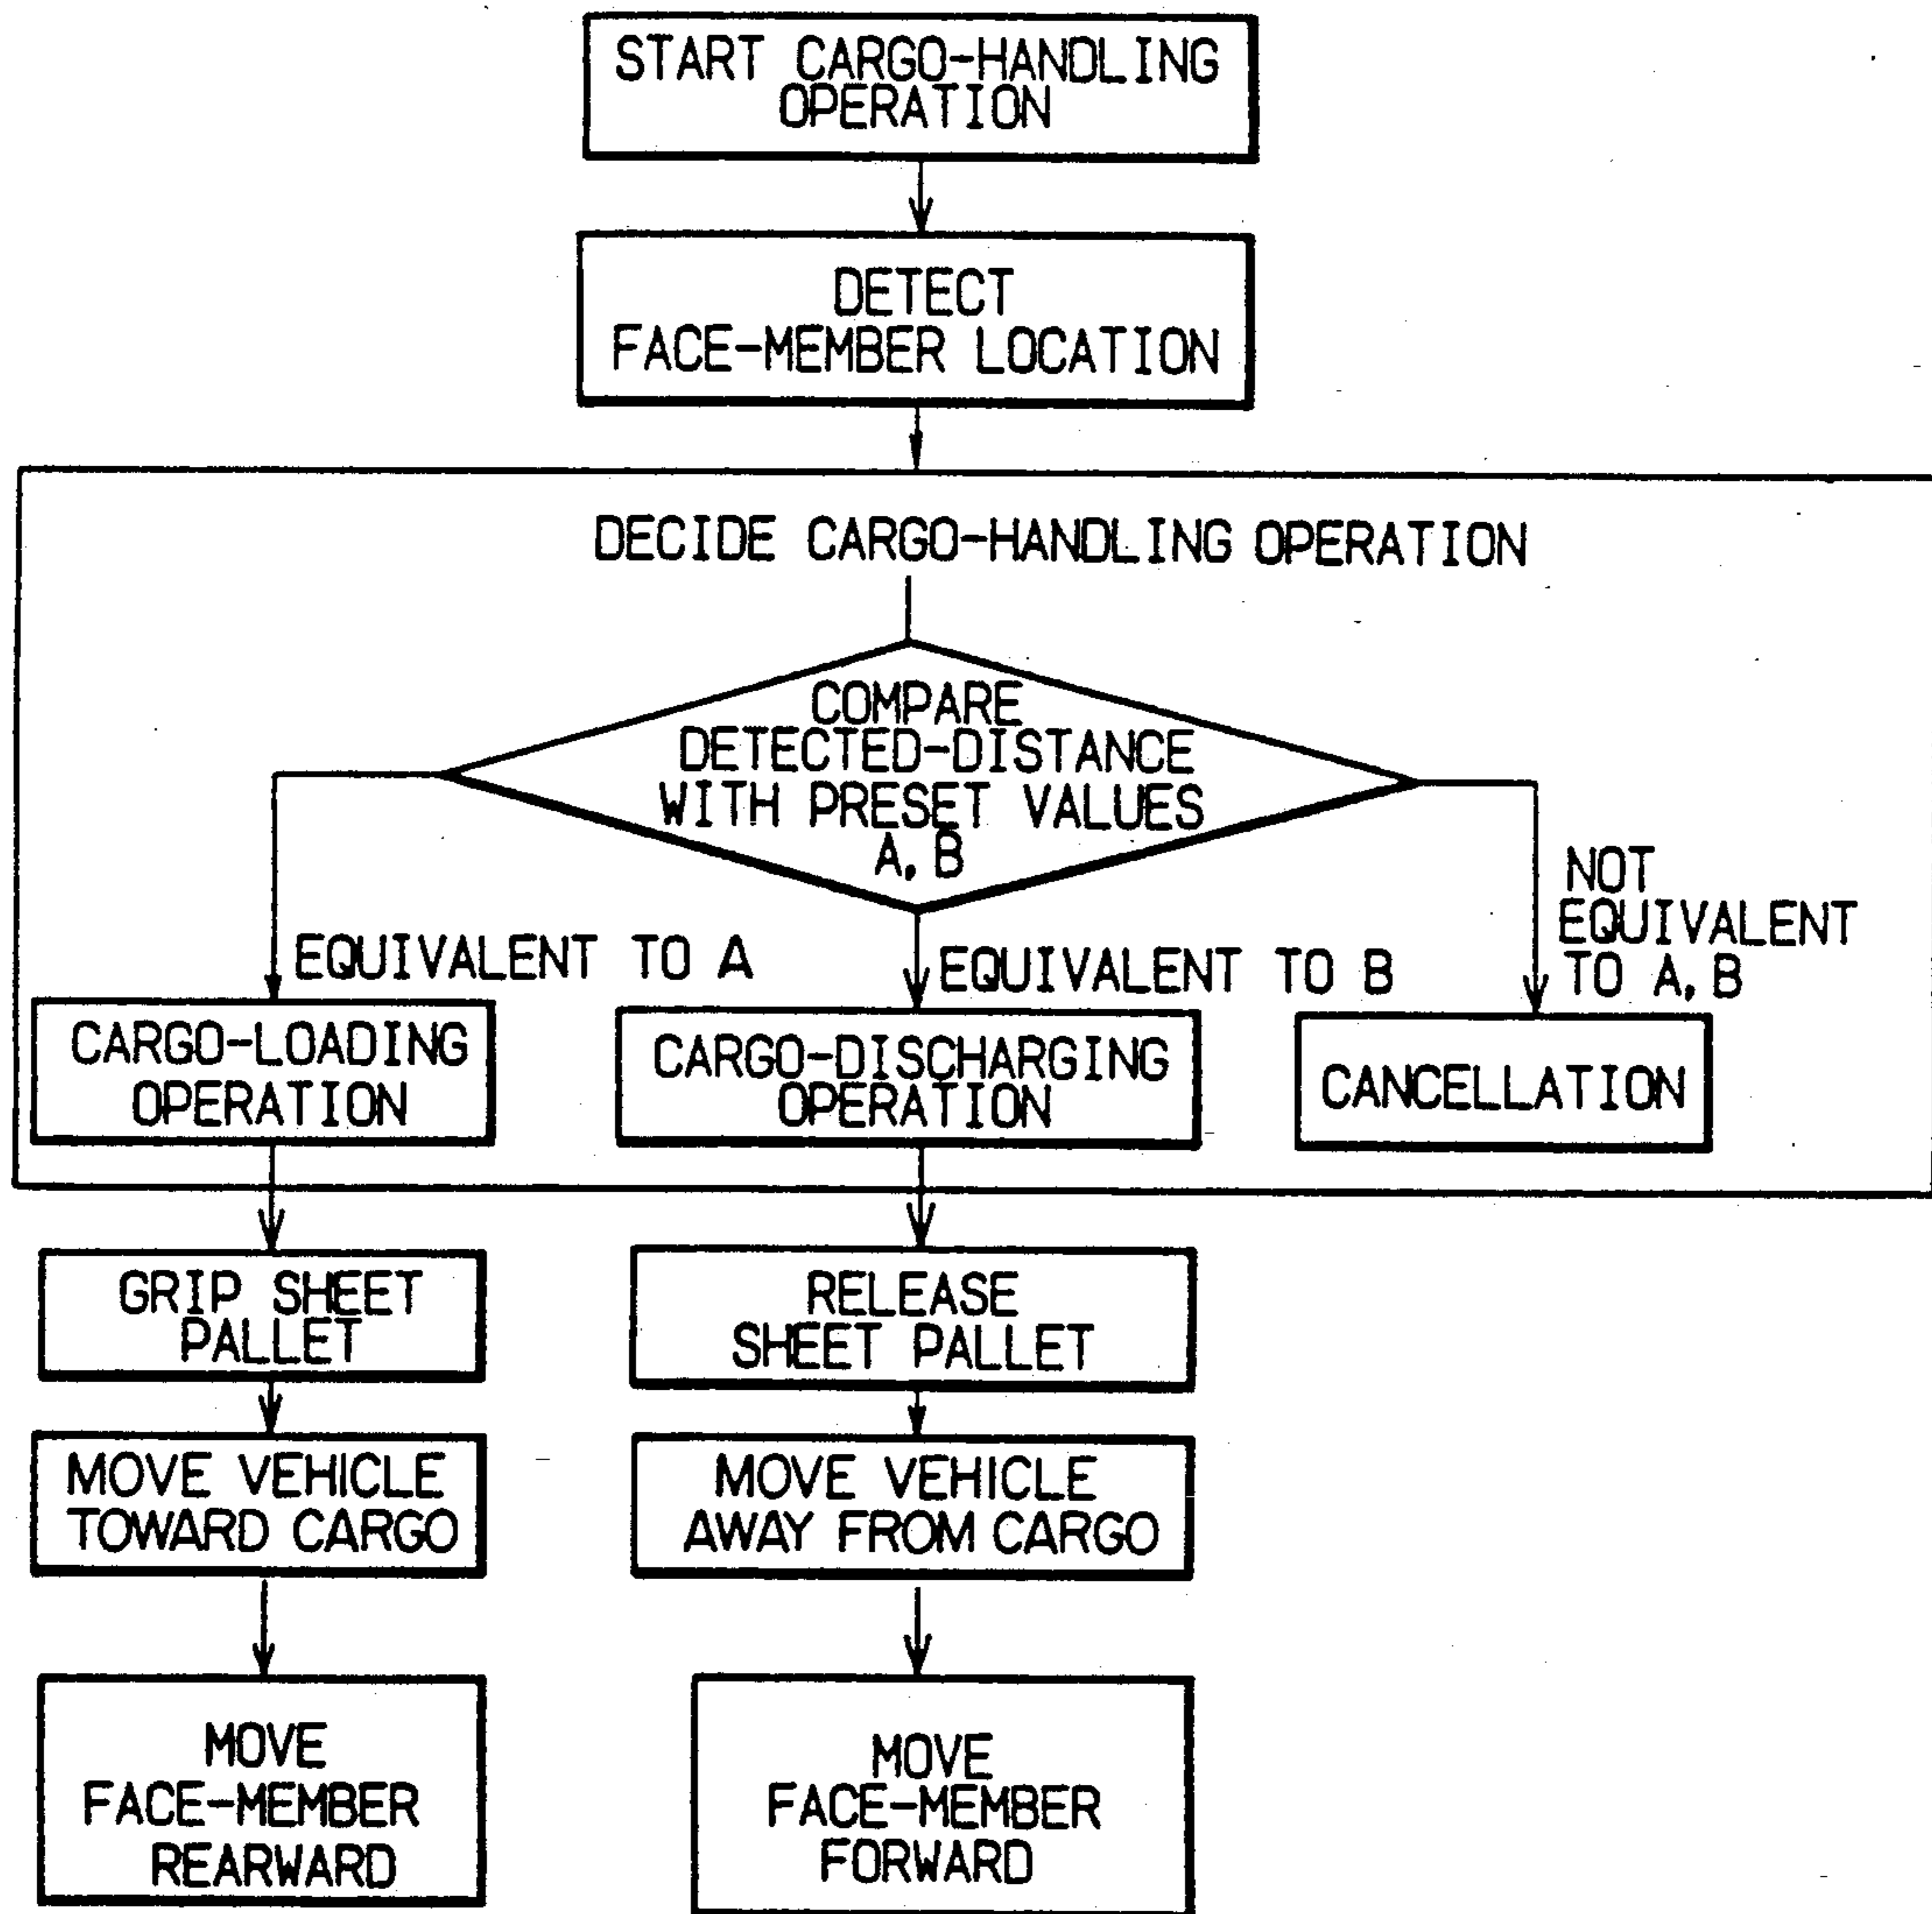 START CARGO-HANDLING
OPERATION
DETECT
FACE-MEMBER LOCATION
DECIDE CARGO-HANDLING OPERATION
COMPARE
DETECTED-DISTANCE
WITH PRESET VALUES
A, B
EQUIVALENT TO A
EQUIVALENT TO B
NOT
EQUIVALENT
TO A, B
CARGO-LOADING
OPERATION
CARGO-DISCHARGING
OPERATION
CANCELLATION
GRIP SHEET
PALLET
RELEASE
SHEET PALLET
MOVE VEHICLE
TOWARD CARGO
MOVE VEHICLE
AWAY FROM CARGO
MOVE
FACE-MEMBER
REARWARD
MOVE
FACE-MEMBER
FORWARD